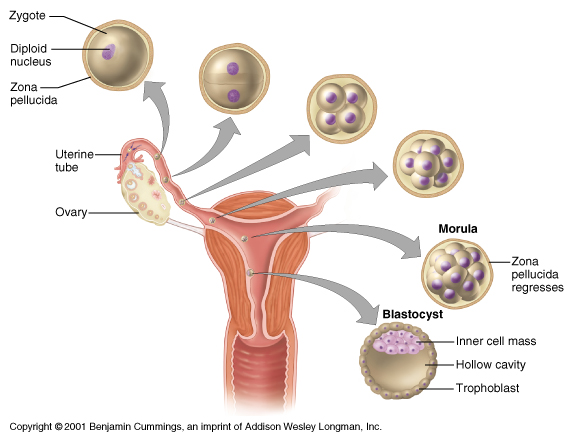 Zygote
Diploid
nucleus
Zona
pellucida
Uterine
tube
Ovary
Morula
Zona
pellucida
regresses
Blastocyst
Inner cell mass
Hollow cavity
Trophoblast
Copyright © 2001 Benjamin Cummings, an imprint of Addison Wesley Longman, Inc.